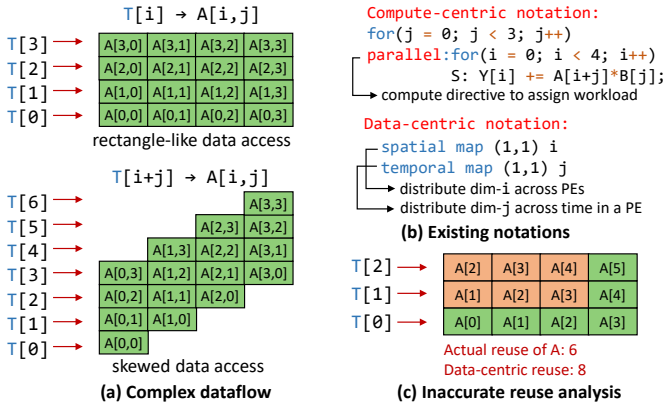 T[i] → A[i,j]
T[3] A[3,0] A[3,1] A[3,2] A[3,3]
T[2] A[2,0] A[2,1] A[2,2] A[2,3]
T[1] A[1,0] A[1,1] A[1,2] A[1,3]
T[0] A[0,0] A[0,1] A[0,2] A[0,3]
rectangle-like data access
T[i+j] → A[i,j]
T[6] A[3,3]
T[5] A[2,3] A[3,2]
T[4] A[1,3] A[2,2] A[3,1]
T[3] A[0,3] A[1,2] A[2,1] A[3,0]
T[2] A[0,2] A[1,1] A[2,0]
T[1] A[0,1] A[1,0]
T[0] A[0,0]
skewed data access
(a) Complex dataflow
Compute-centric notation:
for(j = 0; j < 3; j++)
parallel:for(i = 0; i < 4; i++)
S: Y[i] += A[i+j]*B[j];
compute directive to assign workload
Data-centric notation:
spatial map (1,1) i
temporal map (1,1) j
distribute dim-i across PEs
distribute dim-j across time in a PE
(b) Existing notations
T[2] A[2] A[3] A[4] A[5]
T[1] A[1] A[2] A[3] A[4]
T[0] A[0] A[1] A[2] A[3]
Actual reuse of A: 6
Data-centric reuse: 8
(c) Inaccurate reuse analysis